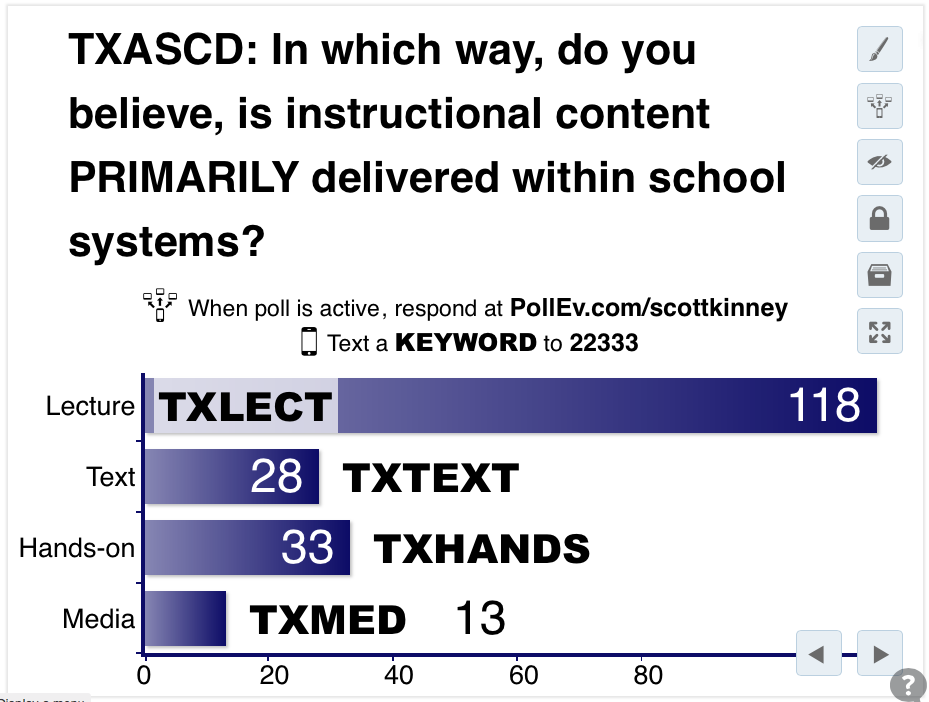 TXASCD: In which way, do you
believe, is instructional content
PRIMARILY delivered within school
systems?
When poll is active, respond at PollEv.com/scottkinney
Text a KEYWORD to 22333
Lecture TXLECT 118
Text 28 TXTEXT
Hands-on 33 TXHANDS
Media TXMED 13
0 20 40 60 80
?
Display a menu